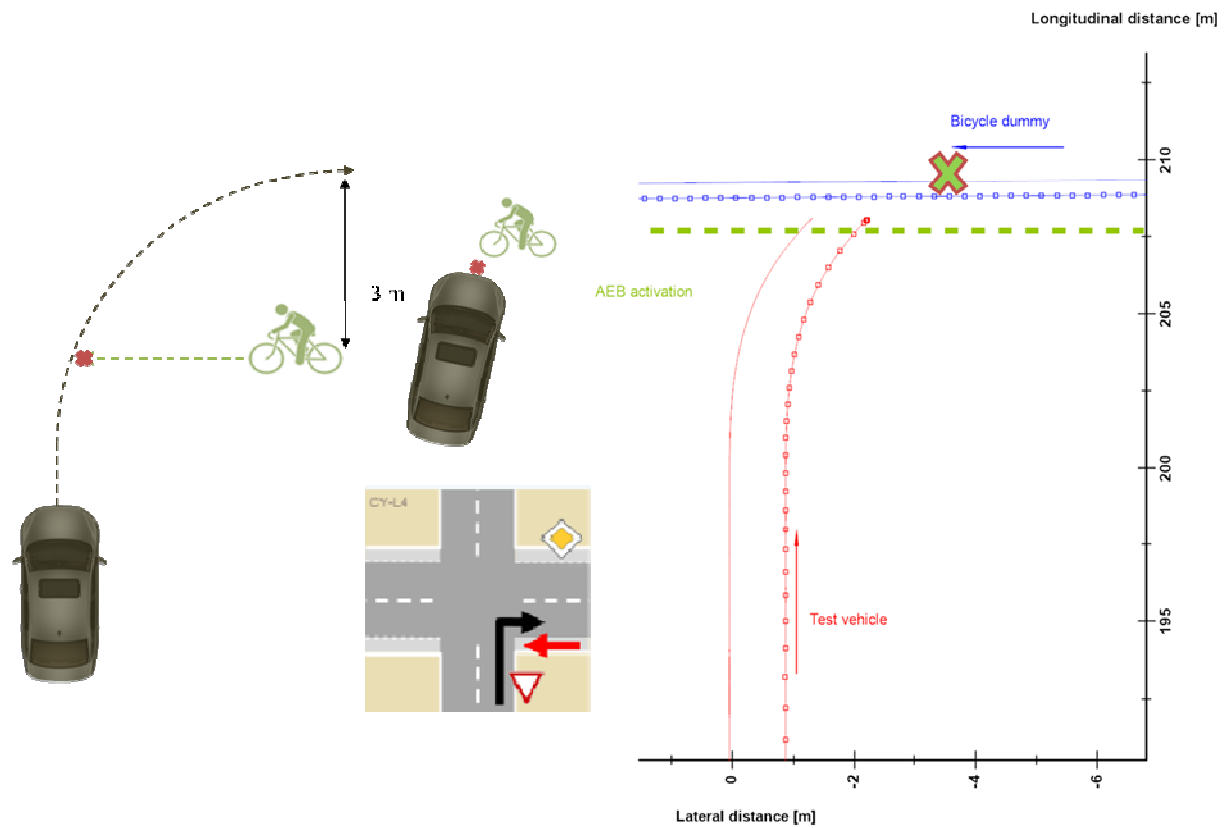 Longitudinal distance [m]
Bicycle dummy
210
3 m
AEB activation
205
200
CY-L4
195
Test vehicle
0
-2
-4
-6
Lateral distance [m]